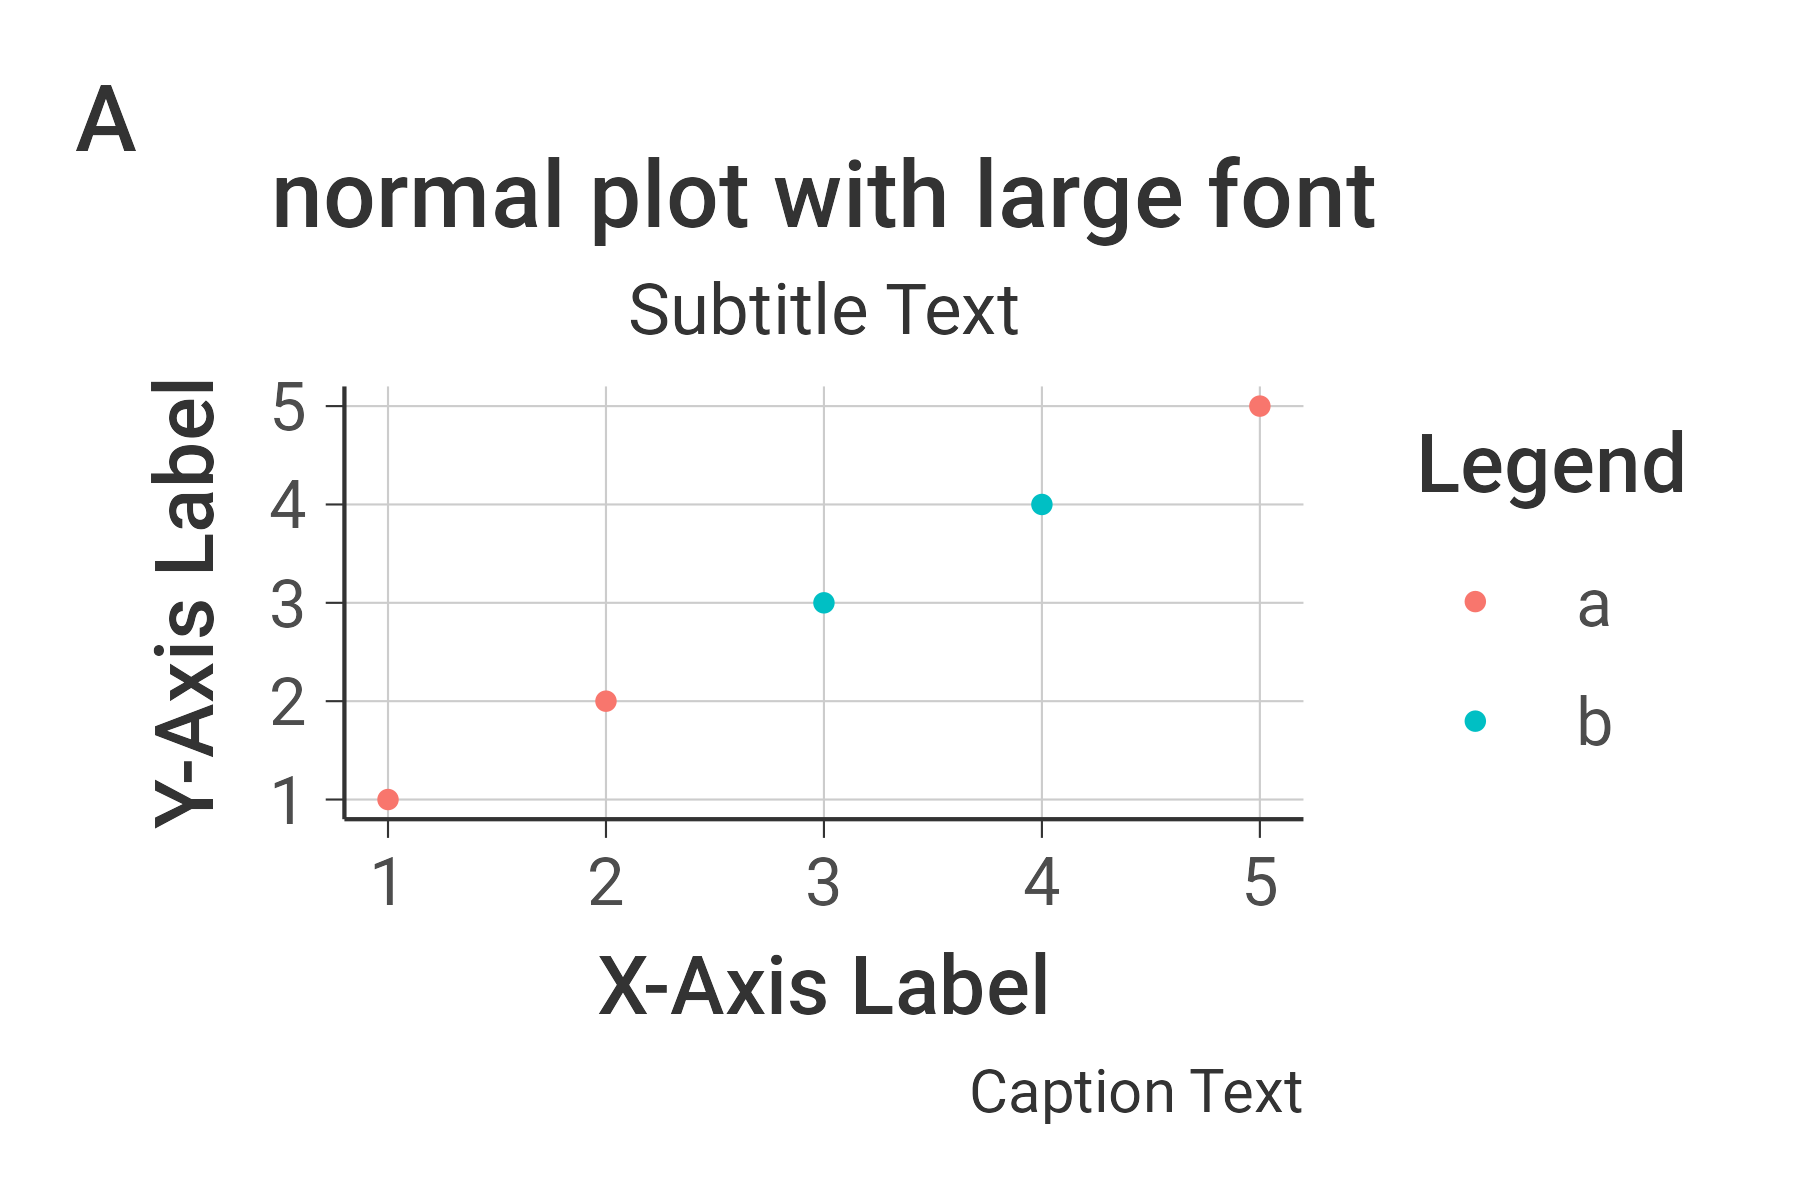 A
normal plot with large font
Subtitle Text
Y-Axis Label
5
4
3
2
1
1 2 3 4 5
X-Axis Label
Legend
a
b
Caption Text